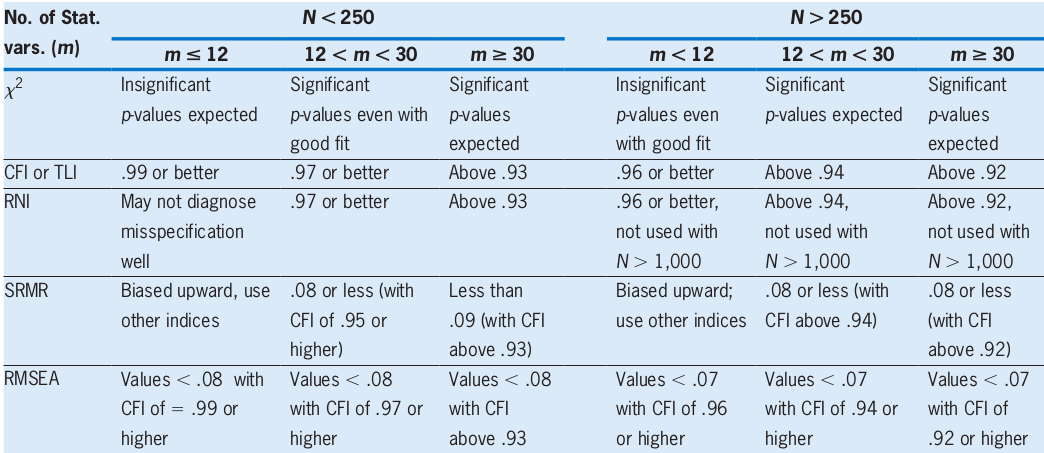 No. of Stat. vars. (m) | N < 250 | N > 250
m ≤ 12 | 12 < m < 30 | m ≥ 30 | m < 12 | 12 < m < 30 | m ≥ 30
χ2 | Insignificant p-values expected | Significant p-values even with good fit | Significant p-values expected | Insignificant p-values even with good fit | Significant p-values expected | Significant p-values expected
CFI or TLI | .99 or better | .97 or better | Above .93 | .96 or better | Above .94 | Above .92
RNI | May not diagnose misspecification well | .97 or better | Above .93 | .96 or better, not used with N > 1,000 | Above .94, not used with N > 1,000 | Above .92, not used with N > 1,000
SRMR | Biased upward, use other indices | .08 or less (with CFI of .95 or higher) | Less than .09 (with CFI above .93) | Biased upward; use other indices | .08 or less (with CFI above .94) | .08 or less (with CFI above .92)
RMSEA | Values < .08 with CFI of = .99 or higher | Values < .08 with CFI of .97 or higher | Values < .08 with CFI above .93 | Values < .07 with CFI of .96 or higher | Values < .07 with CFI of .94 or higher | Values < .07 with CFI of .92 or higher